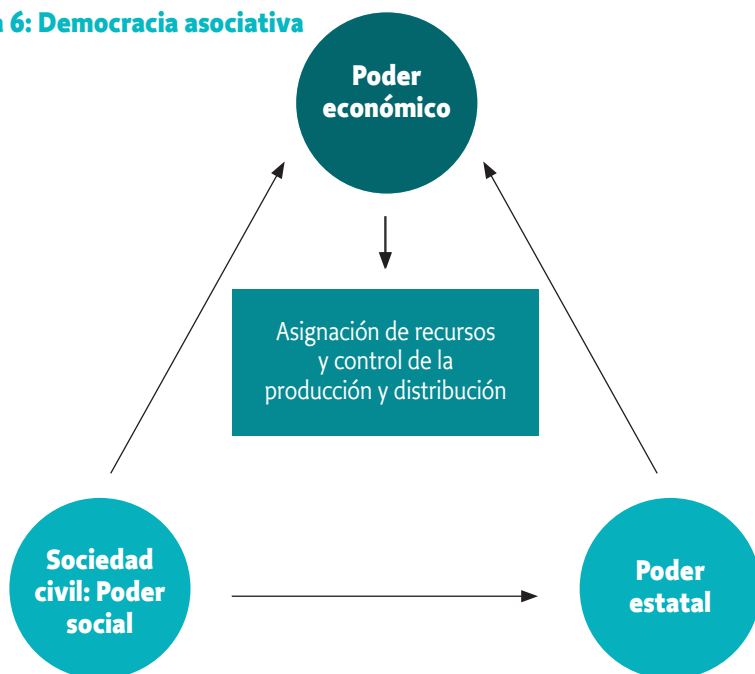 6: Democracia asociativa
Poder
económico
Asignación de recursos
y control de la
producción y distribución
Sociedad
civil: Poder
social
Poder
estatal